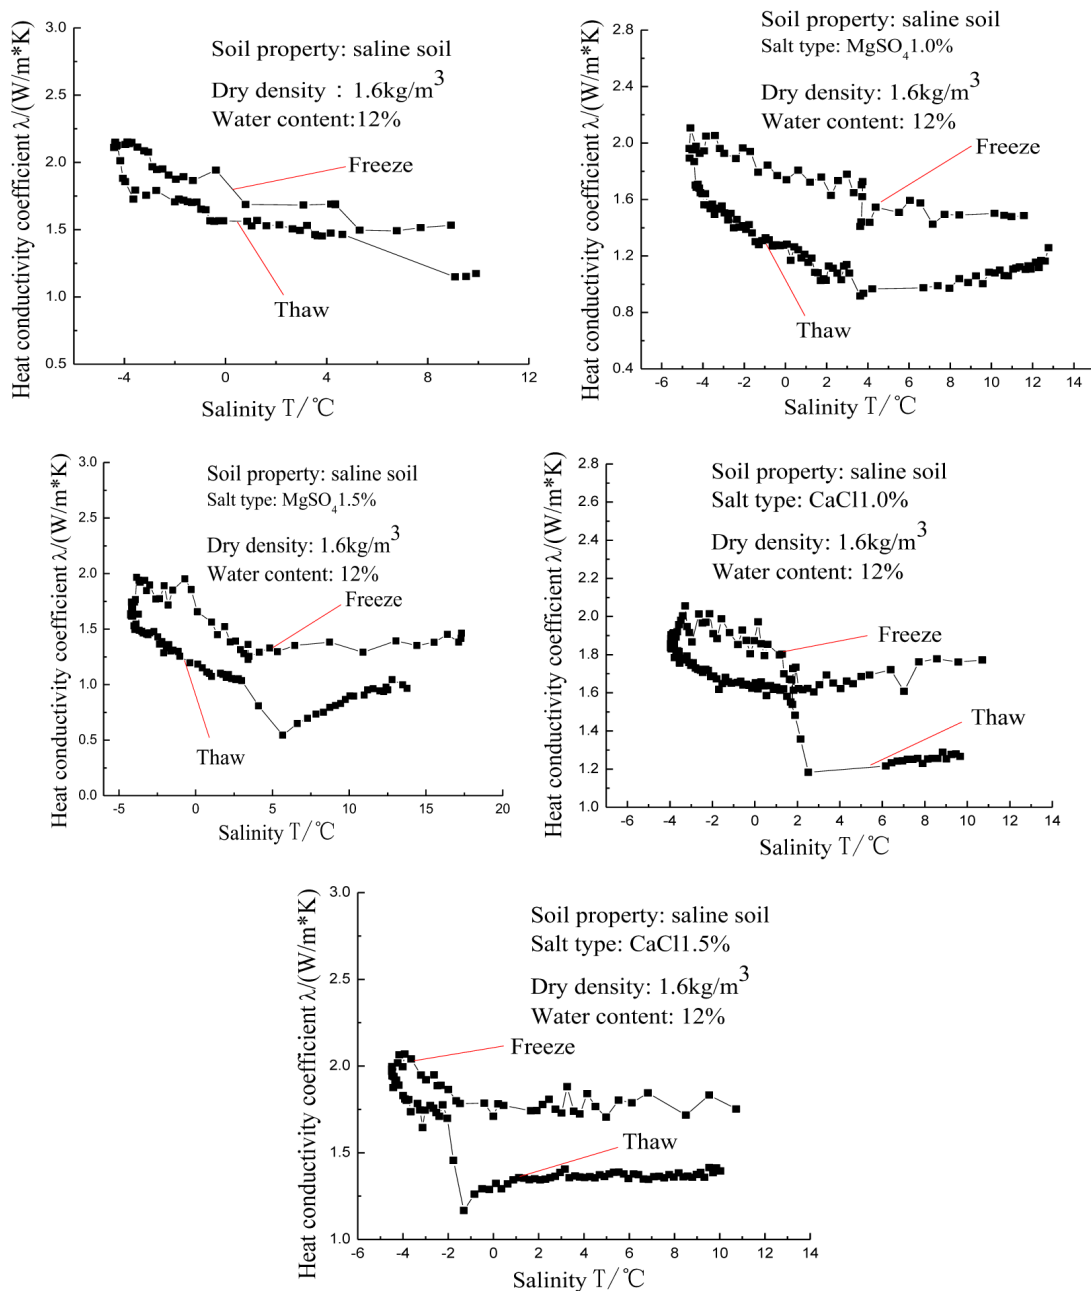 Heat conductivity coefficient λ/(W/m*K)
3.0
2.5
2.0
1.5
1.0
0.5
Soil property: saline soil
Dry density : 1.6kg/m3
Water content:12%
Freeze
Thaw
-4 0 4 8 12
Salinity T/℃
Heat conductivity coefficient λ/(W/m*K)
2.8
2.4
2.0
1.6
1.2
0.8
0.4
Soil property: saline soil
Salt type: MgSO41.0%
Dry density: 1.6kg/m3
Water content: 12%
Freeze
Thaw
-6 -4 -2 0 2 4 6 8 10 12 14
Salinity T/℃
Heat conductivity coefficient λ/(W/m*K)
3.0
2.5
2.0
1.5
1.0
0.5
0.0
Soil property: saline soil
Salt type: MgSO41.5%
Dry density: 1.6kg/m3
Water content: 12%
Freeze
Thaw
-5 0 5 10 15 20
Salinity T/℃
Heat conductivity coefficient λ/(W/m*K)
2.8
2.6
2.4
2.2
2.0
1.8
1.6
1.4
1.2
1.0
Soil property: saline soil
Salt type: CaCl1.0%
Dry density: 1.6kg/m3
Water content: 12%
Freeze
Thaw
-6 -4 -2 0 2 4 6 8 10 12 14
Salinity T/℃
Heat conductivity coefficient λ/(W/m*K)
3.0
2.5
2.0
1.5
1.0
Soil property: saline soil
Salt type: CaCl1.5%
Dry density: 1.6kg/m3
Water content: 12%
Freeze
Thaw
-6 -4 -2 0 2 4 6 8 10 12 14
Salinity T/℃